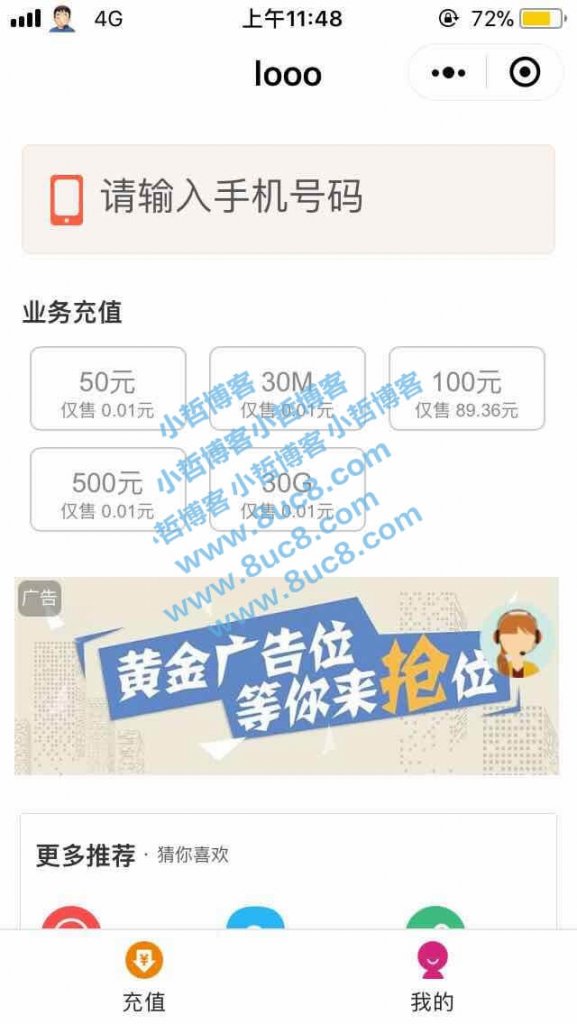 4G 上午11:48 72%
looo
请输入手机号码
业务充值
50元 30M 100元
仅售 0.01元 仅售 0.01元 仅售 89.36元
500元 30G
仅售 0.01元 仅售 0.01元
小哲博客小哲博客
小哲博客小哲博客小哲博客
哲博客www.8uc8.com
www.8uc8.com
www.8uc8.com
广告
黄金广告位
等你来抢位
更多推荐 · 猜你喜欢
充值 我的